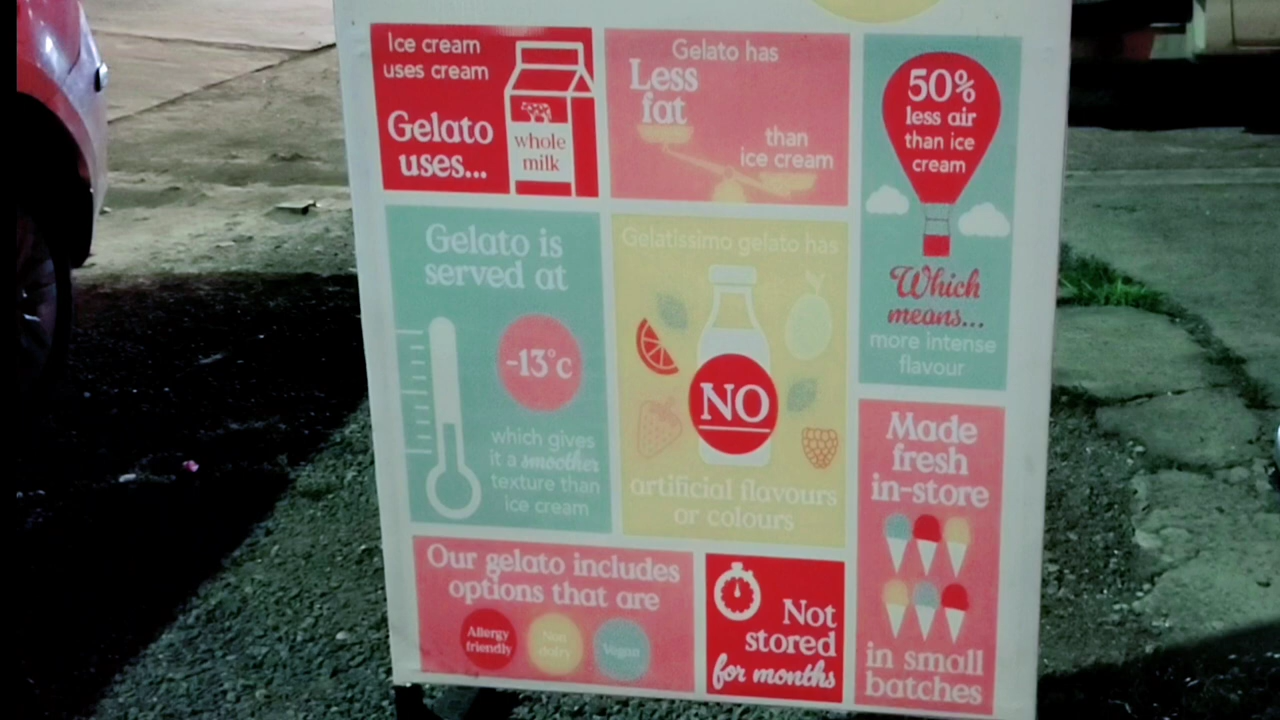 Ice cream
uses cream
Gelato
uses...
whole
milk
Gelato has
Less
fat
than
ice cream
50%
less air
than ice
cream
Which
means...
more intense
flavour
Gelato is
served at
-13°c
which gives
it a smoother
texture than
ice cream
Gelatissimo gelato has
NO
artificial flavours
or colours
Made
fresh
in-store
in small
batches
Our gelato includes
options that are
Allergy
friendly
Non
dairy
Vegan
Not
stored
for months